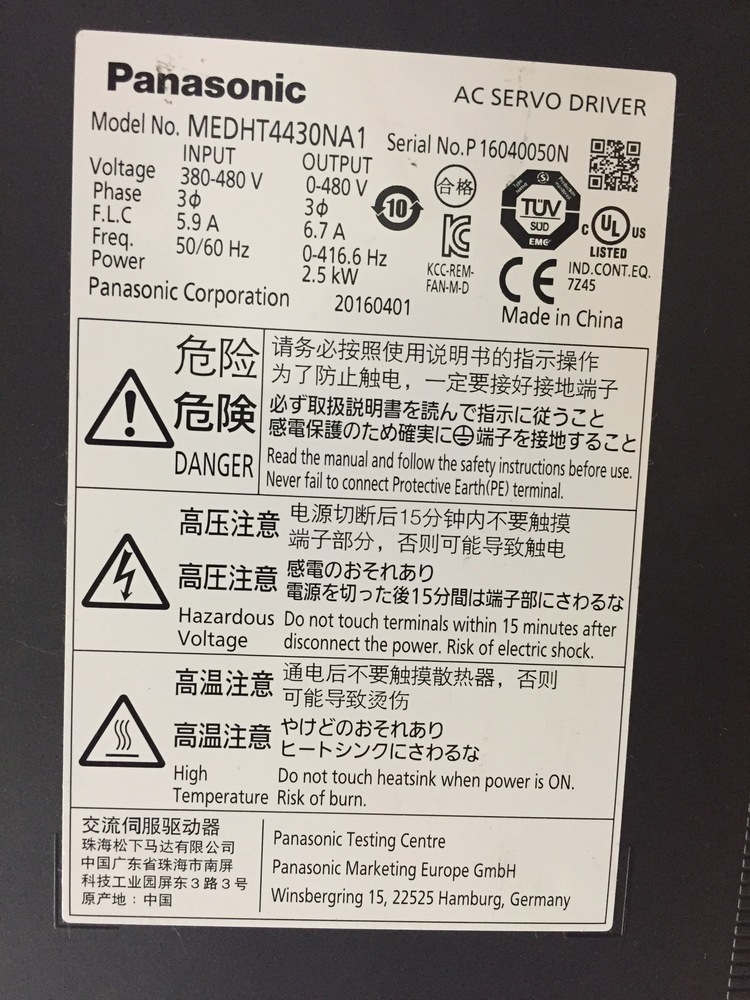 Panasonic
AC SERVO DRIVER
Model No. MEDHT4430NA1
Serial No.P16040050N
INPUT OUTPUT
Voltage 380-480 V 0-480 V
Phase 3ϕ 3ϕ
F.L.C 5.9 A 6.7 A
Freq. 50/60 Hz 0-416.6 Hz
Power 2.5 kW
Panasonic Corporation 20160401
10
合格
KCC-REM-
FAN-M-D
TÜV
SÜD
EMC
C UL US
LISTED
IND.CONT.EQ.
7Z45
CE
Made in China
危险
请务必按照使用说明书的指示操作
为了防止触电，一定要接好接地端子
危険
必ず取扱説明書を読んで指示に従うこと
感電保護のため確実に⏚端子を接地すること
DANGER
Read the manual and follow the safety instructions before use.
Never fail to connect Protective Earth(PE) terminal.
高压注意
电源切断后15分钟内不要触摸
端子部分，否则可能导致触电
高圧注意
感電のおそれあり
電源を切った後15分間は端子部にさわるな
Hazardous
Voltage
Do not touch terminals within 15 minutes after
disconnect the power. Risk of electric shock.
高温注意
通电后不要触摸散热器，否则
可能导致烫伤
高温注意
やけどのおそれあり
ヒートシンクにさわるな
High
Temperature
Do not touch heatsink when power is ON.
Risk of burn.
交流伺服驱动器
珠海松下马达有限公司
中国广东省珠海市南屏
科技工业园屏东3路3号
原产地：中国
Panasonic Testing Centre
Panasonic Marketing Europe GmbH
Winsbergring 15, 22525 Hamburg, Germany